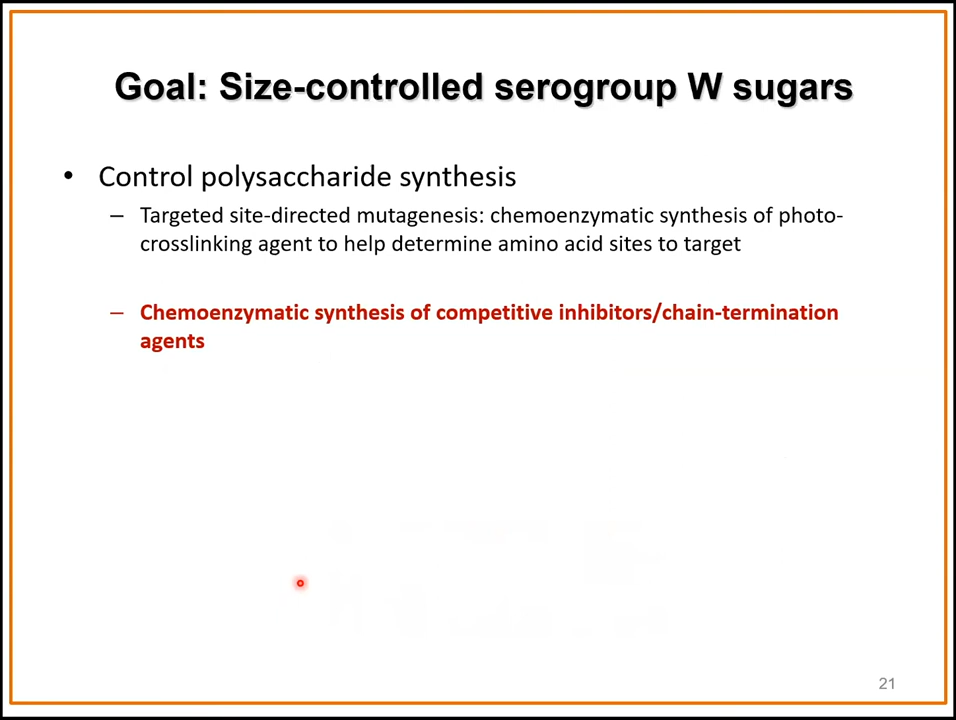 Goal: Size-controlled serogroup W sugars
• Control polysaccharide synthesis
– Targeted site-directed mutagenesis: chemoenzymatic synthesis of photo-
crosslinking agent to help determine amino acid sites to target
– Chemoenzymatic synthesis of competitive inhibitors/chain-termination
agents
21